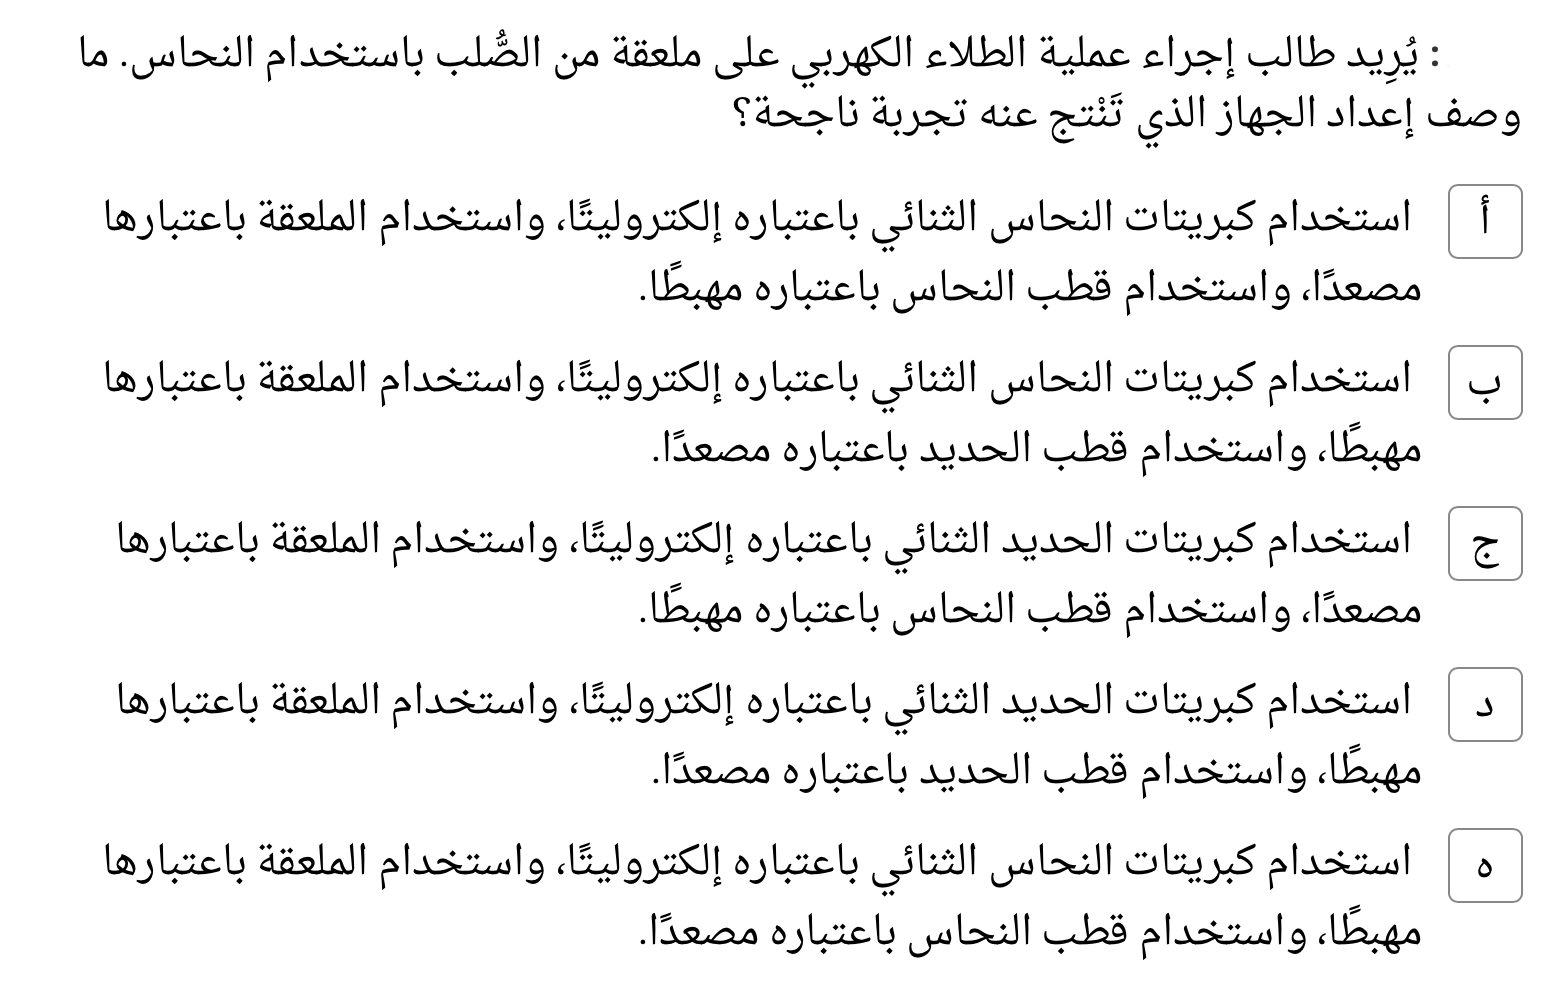 : يُرِيد طالب إجراء عملية الطلاء الكهربي على ملعقة من الصُّلب باستخدام النحاس. ما
وصف إعداد الجهاز الذي تَنْتج عنه تجربة ناجحة؟
أ استخدام كبريتات النحاس الثنائي باعتباره إلكتروليتًا، واستخدام الملعقة باعتبارها
مصعدًا، واستخدام قطب النحاس باعتباره مهبطًا.
ب استخدام كبريتات النحاس الثنائي باعتباره إلكتروليتًا، واستخدام الملعقة باعتبارها
مهبطًا، واستخدام قطب الحديد باعتباره مصعدًا.
ج استخدام كبريتات الحديد الثنائي باعتباره إلكتروليتًا، واستخدام الملعقة باعتبارها
مصعدًا، واستخدام قطب النحاس باعتباره مهبطًا.
د استخدام كبريتات الحديد الثنائي باعتباره إلكتروليتًا، واستخدام الملعقة باعتبارها
مهبطًا، واستخدام قطب الحديد باعتباره مصعدًا.
ه استخدام كبريتات النحاس الثنائي باعتباره إلكتروليتًا، واستخدام الملعقة باعتبارها
مهبطًا، واستخدام قطب النحاس باعتباره مصعدًا.